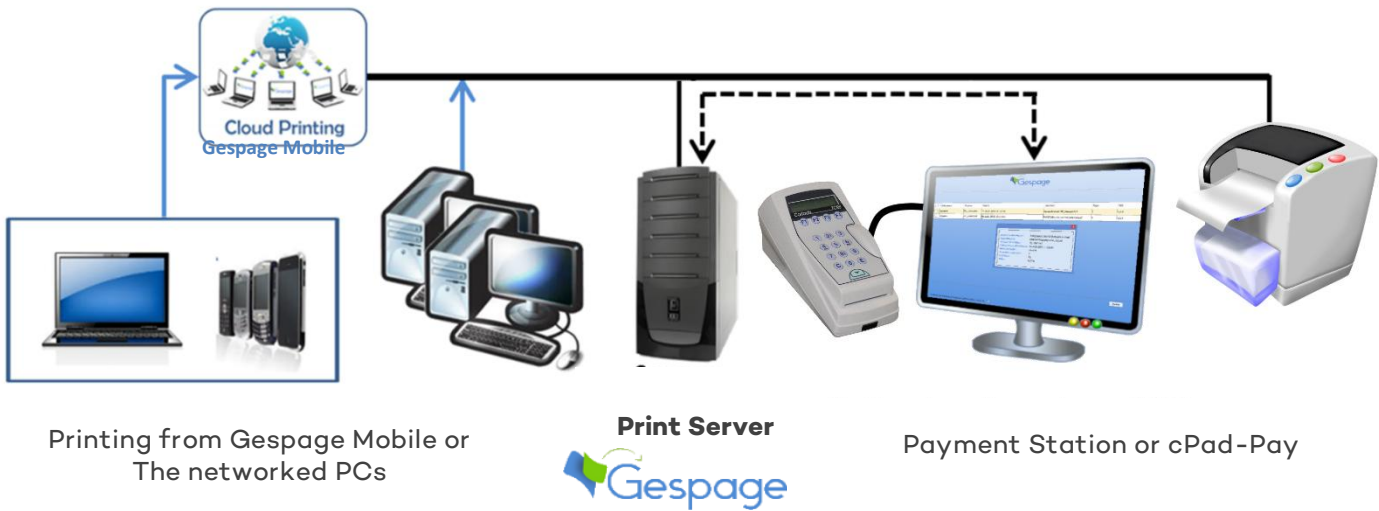 Cloud Printing
Gespage Mobile
Gespage
Printing from Gespage Mobile or
The networked PCs
Print Server
Gespage
Payment Station or cPad-Pay